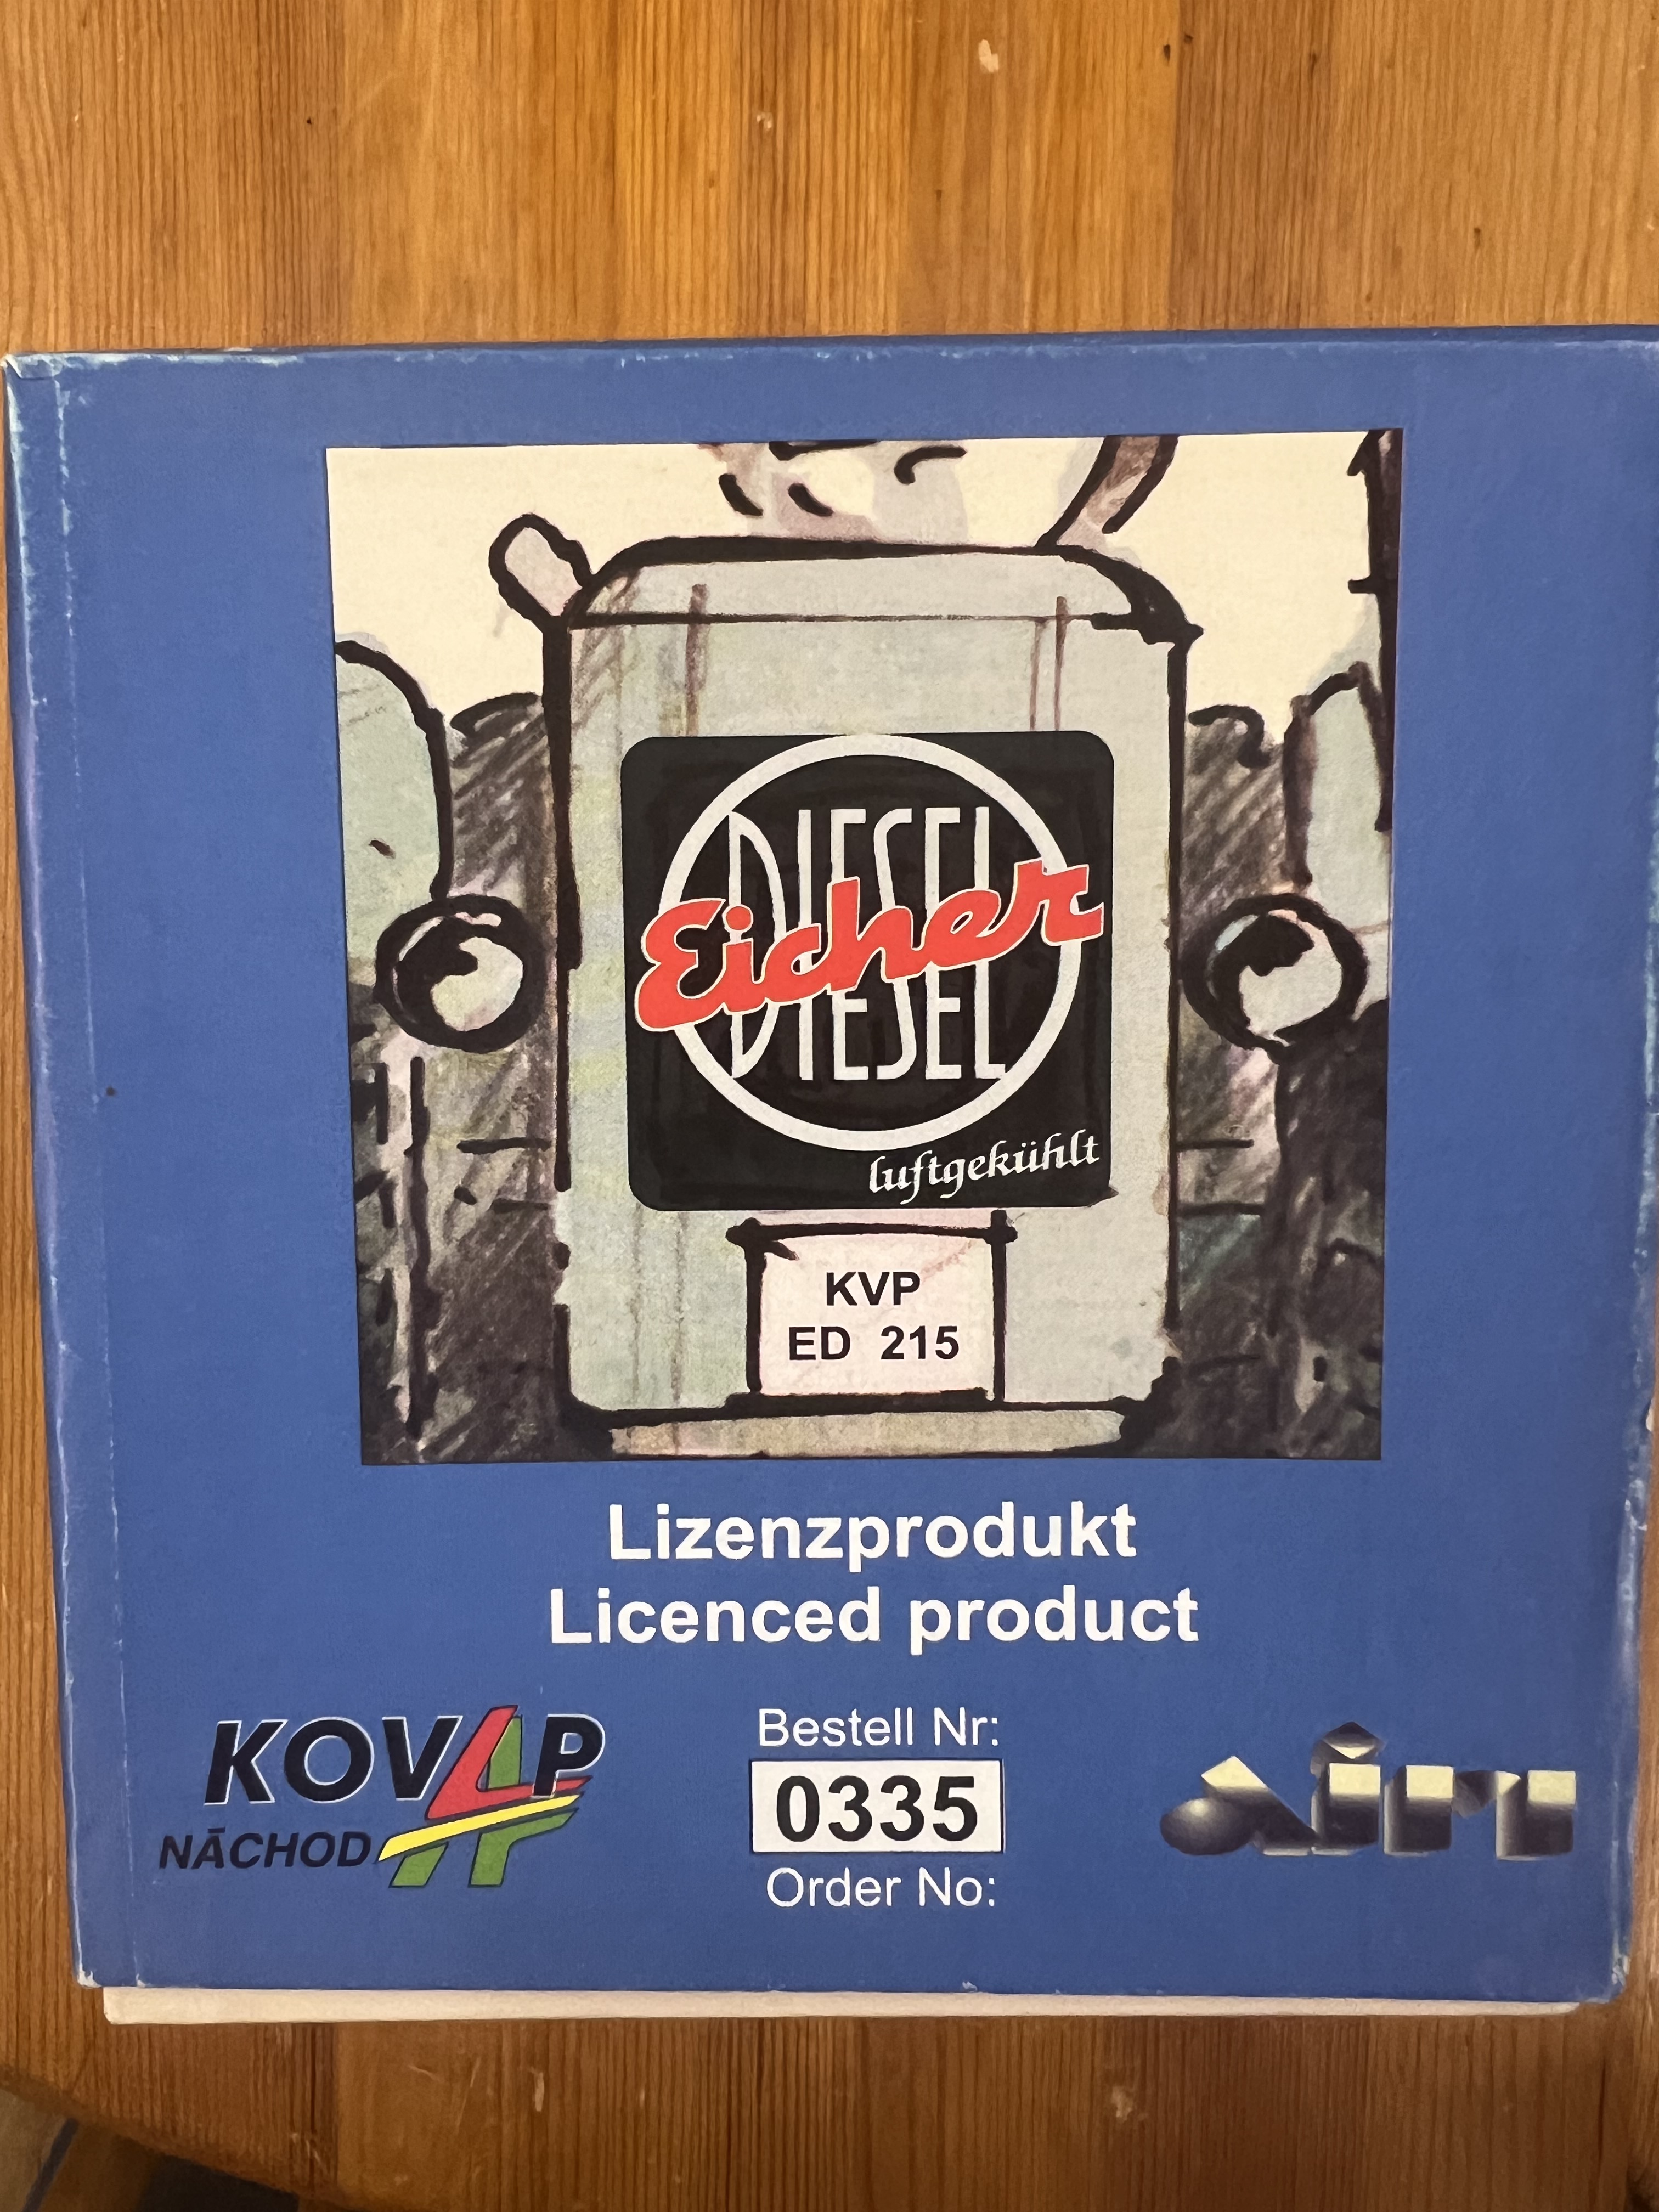 DIESEL
Eicher
DIESEL
luftgekühlt
KVP
ED 215
Lizenzprodukt
Licenced product
KOVAP
NÁCHOD
Bestell Nr:
0335
Order No: